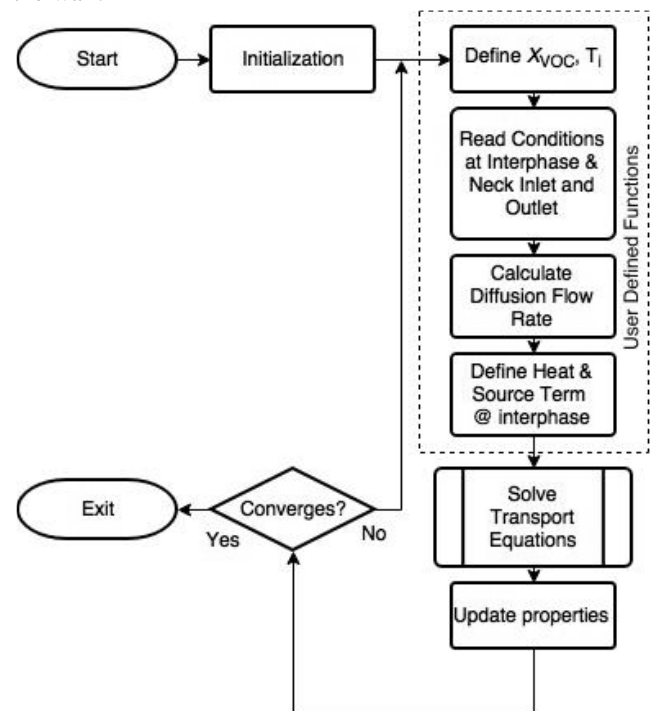 Start
Initialization
Define XVOC, Ti
Read Conditions
at Interphase &
Neck Inlet and
Outlet
Calculate
Diffusion Flow
Rate
Define Heat &
Source Term
@ interphase
User Defined Functions
Solve
Transport
Equations
Update properties
Converges?
Yes
No
Exit